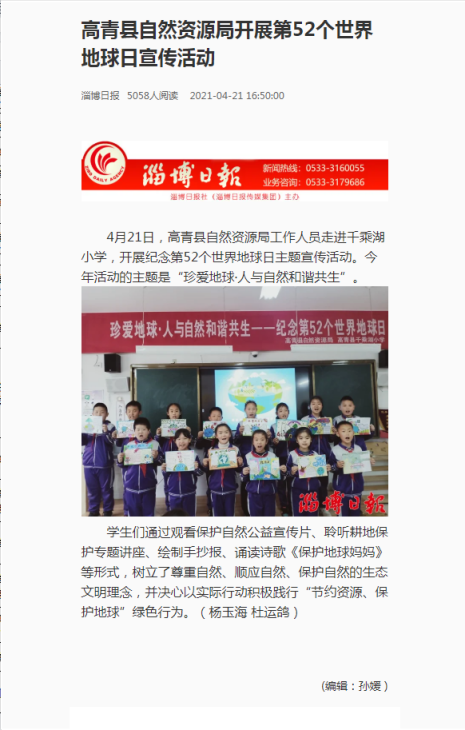 高青县自然资源局开展第52个世界
地球日宣传活动
淄博日报 5058人阅读 2021-04-21 16:50:00
淄博日报
新闻热线：0533-3160055
业务咨询：0533-3179686
淄博日报社（淄博日报传媒集团）主办
4月21日，高青县自然资源局工作人员走进千乘湖
小学，开展纪念第52个世界地球日主题宣传活动。今
年活动的主题是“珍爱地球·人与自然和谐共生”。
珍爱地球·人与自然和谐共生——纪念第52个世界地球日
高青县自然资源局 高青县千乘湖小学
淄博日报
学生们通过观看保护自然公益宣传片、聆听耕地保
护专题讲座、绘制手抄报、诵读诗歌《保护地球妈妈》
等形式，树立了尊重自然、顺应自然、保护自然的生态
文明理念，并决心以实际行动积极践行“节约资源、保
护地球”绿色行为。（杨玉海 杜运鸽）
(编辑：孙媛)